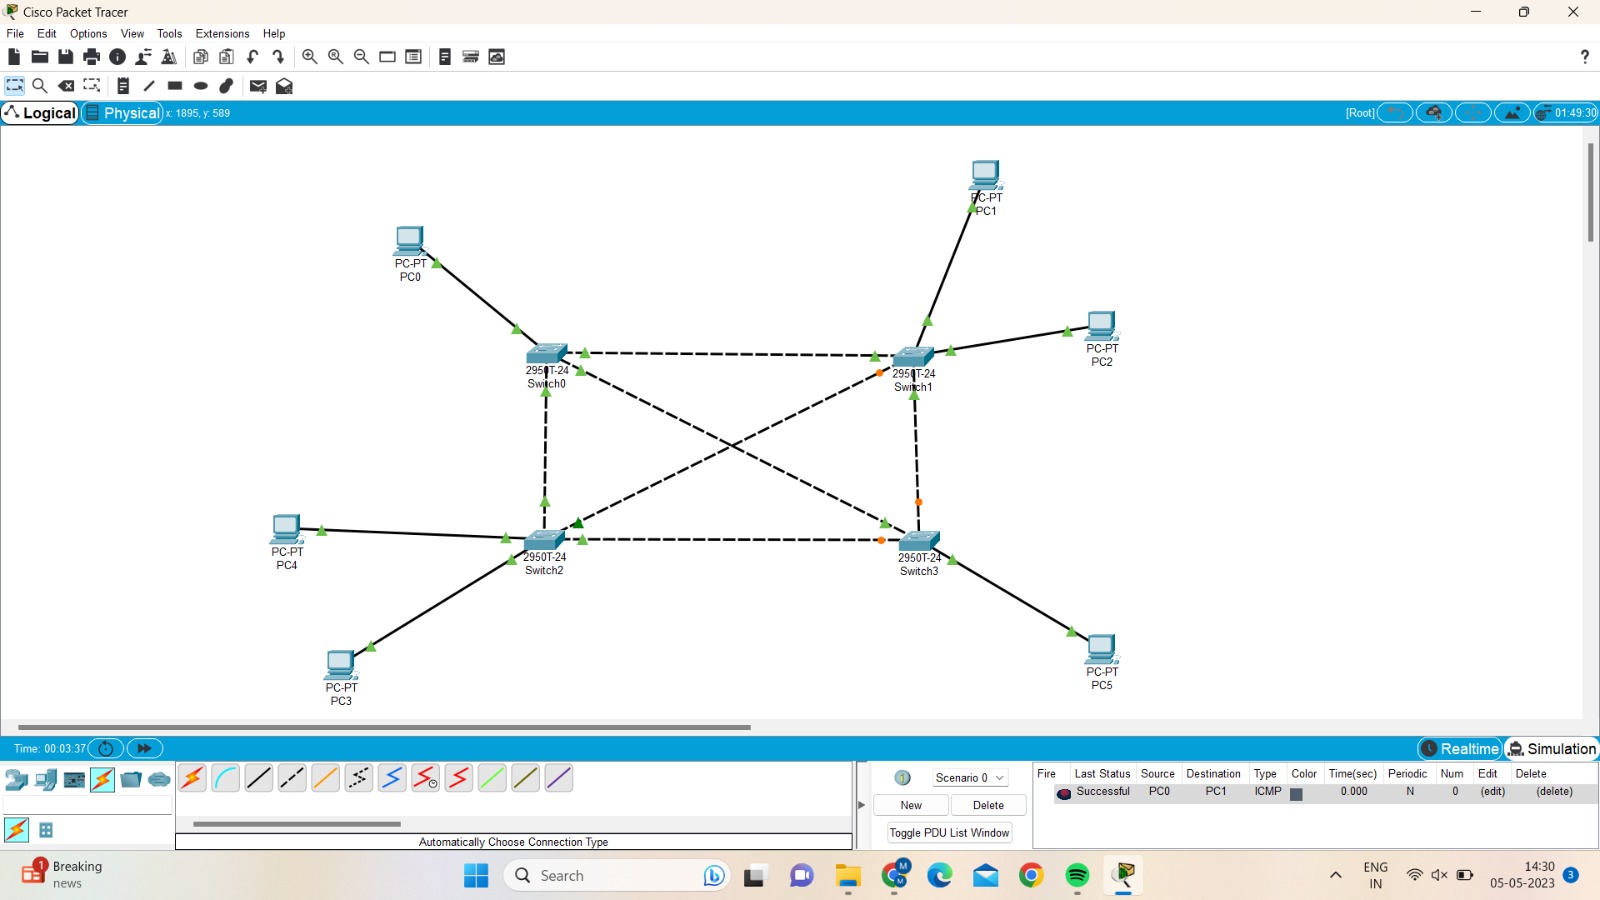 Cisco Packet Tracer
File Edit Options View Tools Extensions Help
?
Logical Physical x: 1895, y: 589 [Root] 01:49:30
PC-PT
PC1
PC-PT
PC0
PC-PT
PC2
2950T-24
Switch0
2950T-24
Switch1
PC-PT
PC4
2950T-24
Switch2
2950T-24
Switch3
PC-PT
PC3
PC-PT
PC5
Time: 00:03:37 Realtime Simulation
Scenario 0
New Delete
Toggle PDU List Window
Fire Last Status Source Destination Type Color Time(sec) Periodic Num Edit Delete
Successful PC0 PC1 ICMP 0.000 N 0 (edit) (delete)
Automatically Choose Connection Type
1 Breaking
news
Search
M
M
ENG
IN
14:30
05-05-2023
3